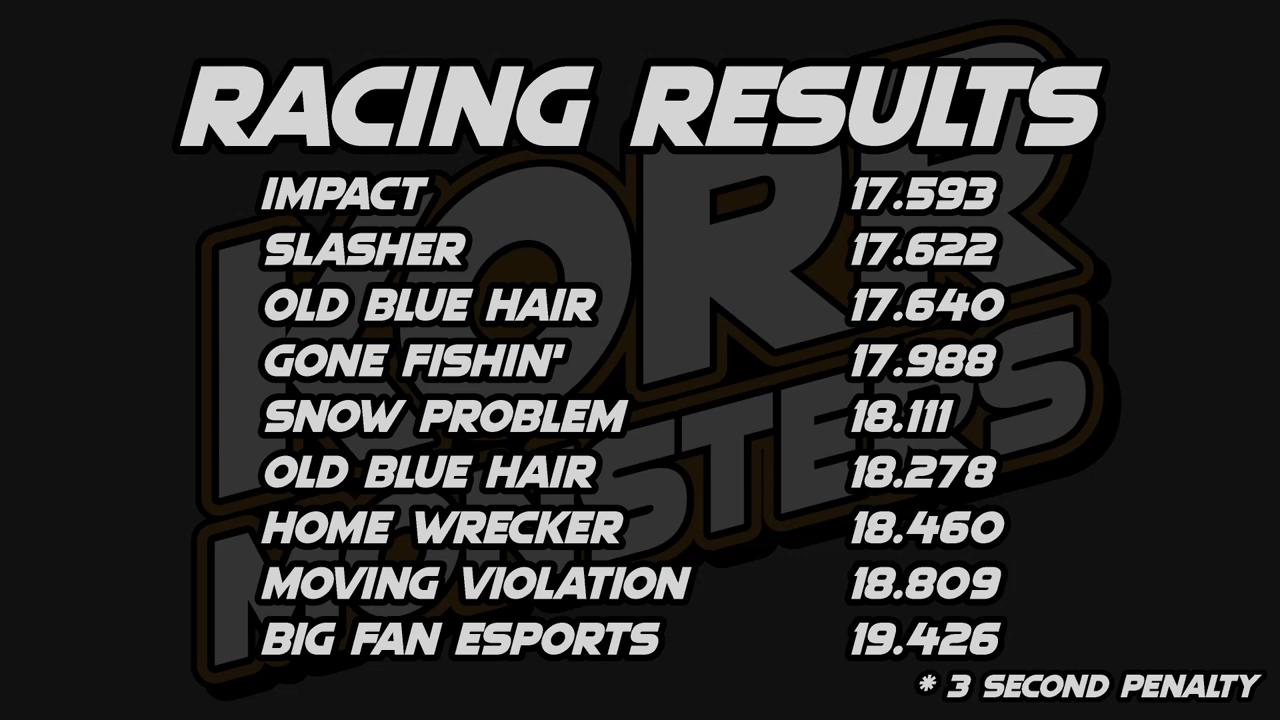 RACING RESULTS
IMPACT 17.593
SLASHER 17.622
OLD BLUE HAIR 17.640
GONE FISHIN' 17.988
SNOW PROBLEM 18.111
OLD BLUE HAIR 18.278
HOME WRECKER 18.460
MOVING VIOLATION 18.809
BIG FAN ESPORTS 19.426
* 3 SECOND PENALTY
MONSTERS